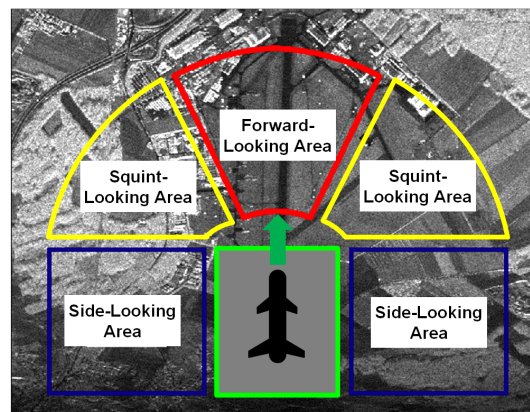 Forward-
Looking Area
Squint-
Looking Area
Squint-
Looking Area
Side-Looking
Area
Side-Looking
Area